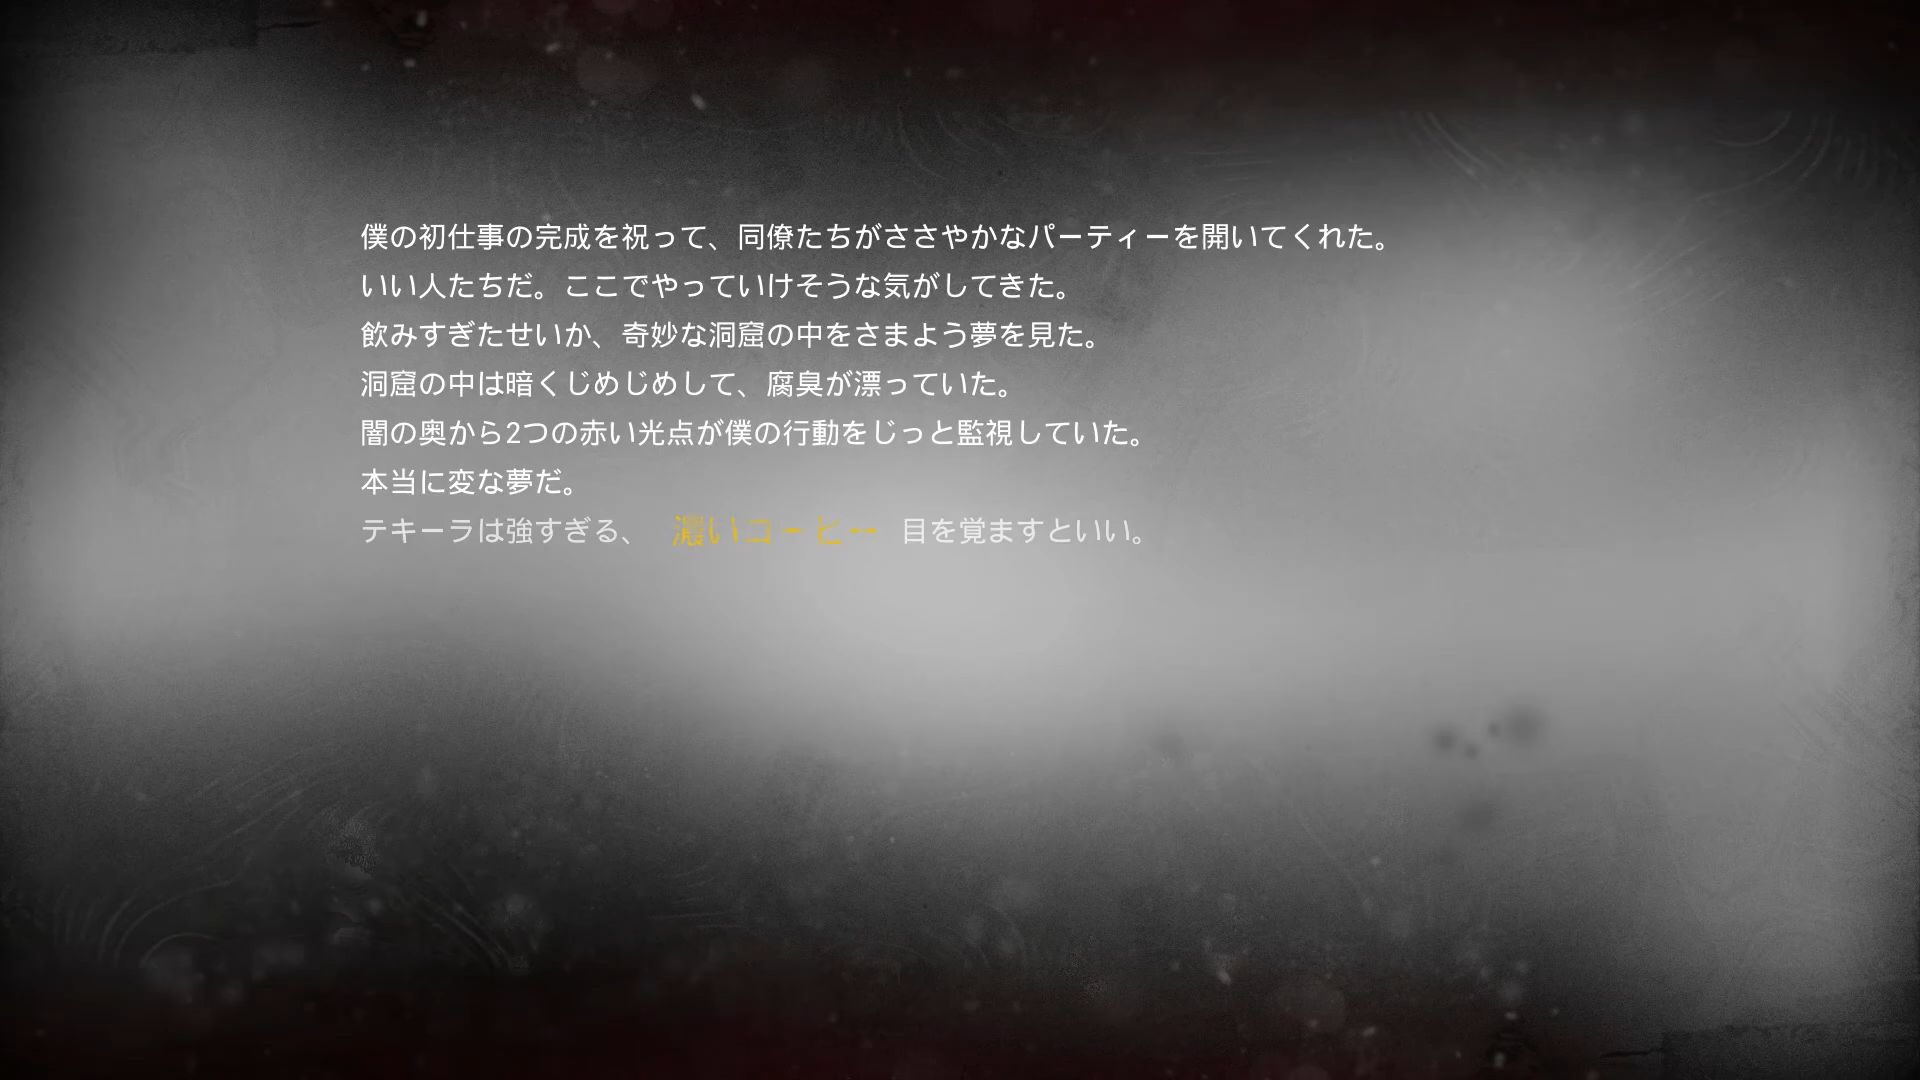 僕の初仕事の完成を祝って、同僚たちがささやかなパーティーを開いてくれた。
いい人たちだ。ここでやっていけそうな気がしてきた。
飲みすぎたせいか、奇妙な洞窟の中をさまよう夢を見た。
洞窟の中は暗くじめじめして、腐臭が漂っていた。
闇の奥から2つの赤い光点が僕の行動をじっと監視していた。
本当に変な夢だ。
テキーラは強すぎる、 濃いコーヒー 目を覚ますといい。